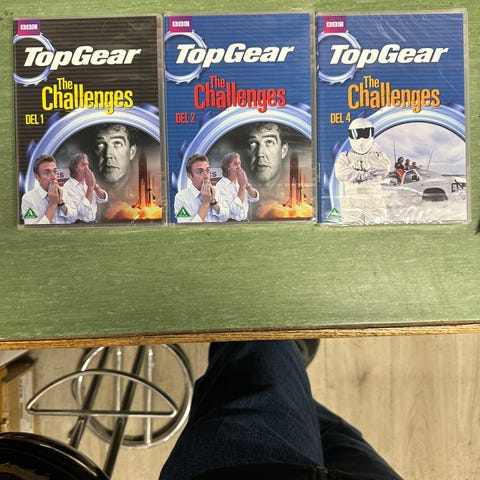 BBC
TopGear
The
Challenges
DEL 1
BBC
TopGear
The
Challenges
DEL 2
BBC
TopGear
The
Challenges
DEL 4